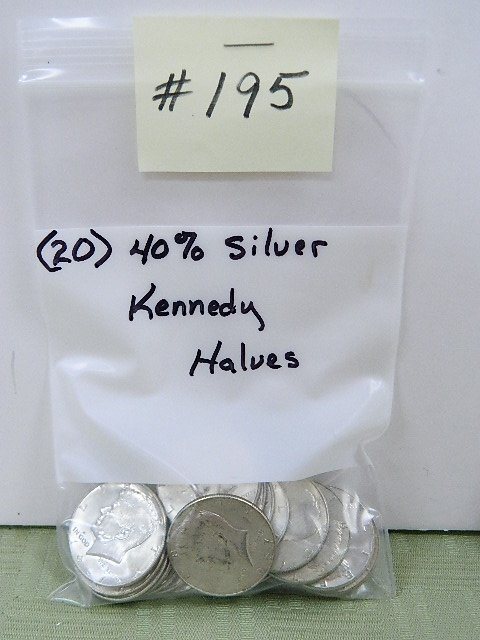 #195
(20) 40% Silver
Kennedy
Halves